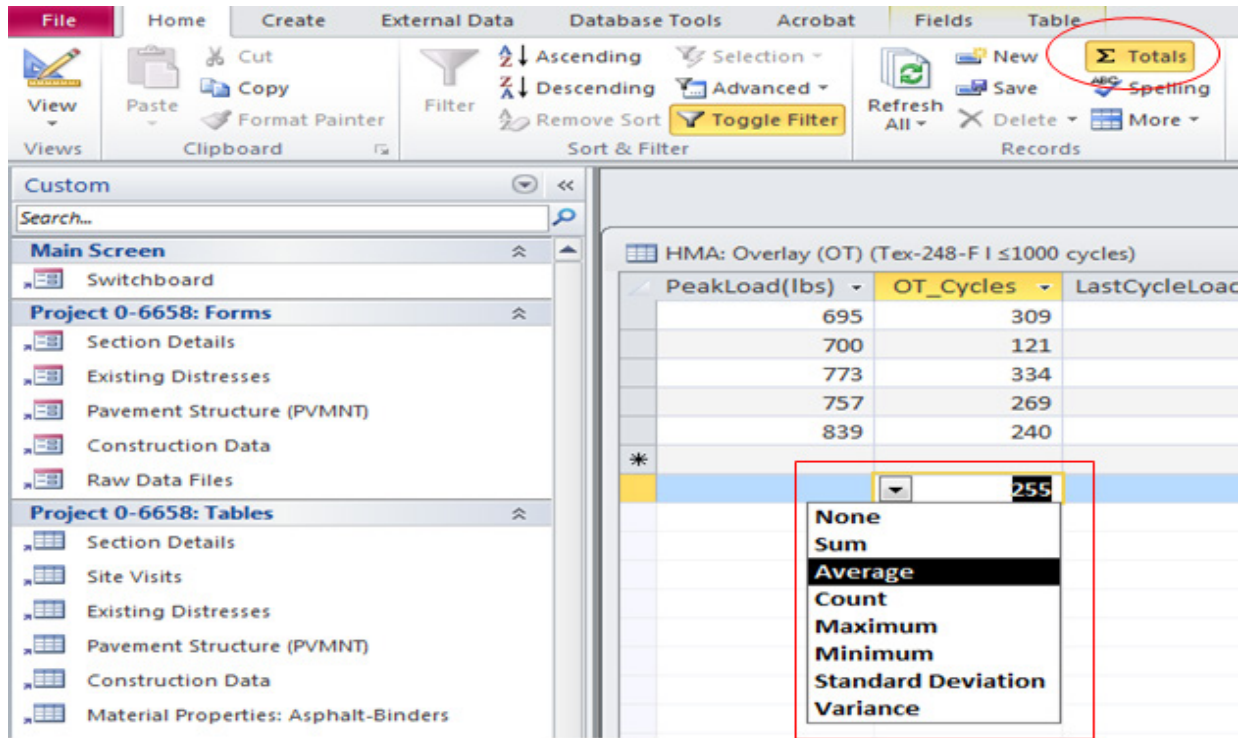 File Home Create External Data Database Tools Acrobat Fields Table
Cut
Copy
Format Painter
View
Paste
Filter
Ascending
Descending
Remove Sort
Selection
Advanced
Toggle Filter
Refresh
All
New
Save
Delete
Σ Totals
ABC Spelling
More
Views Clipboard Sort & Filter Records
Custom
Search...
Main Screen
Switchboard
Project 0-6658: Forms
Section Details
Existing Distresses
Pavement Structure (PVMNT)
Construction Data
Raw Data Files
Project 0-6658: Tables
Section Details
Site Visits
Existing Distresses
Pavement Structure (PVMNT)
Construction Data
Material Properties: Asphalt-Binders
HMA: Overlay (OT) (Tex-248-F I ≤1000 cycles)
PeakLoad(lbs) OT_Cycles LastCycleLoad
695 309
700 121
773 334
757 269
839 240
255
None
Sum
Average
Count
Maximum
Minimum
Standard Deviation
Variance